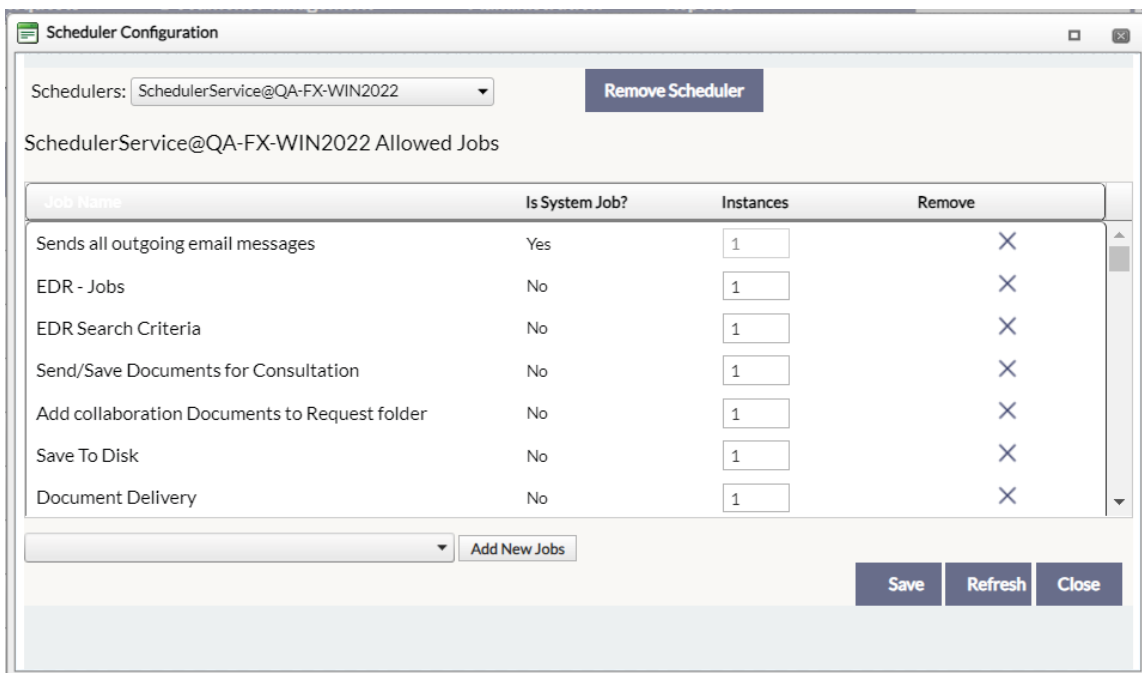 Scheduler Configuration
Schedulers: SchedulerService@QA-FX-WIN2022 Remove Scheduler
SchedulerService@QA-FX-WIN2022 Allowed Jobs
Job Name Is System Job? Instances Remove
Sends all outgoing email messages Yes 1
EDR - Jobs No 1
EDR Search Criteria No 1
Send/Save Documents for Consultation No 1
Add collaboration Documents to Request folder No 1
Save To Disk No 1
Document Delivery No 1
Add New Jobs
Save Refresh Close